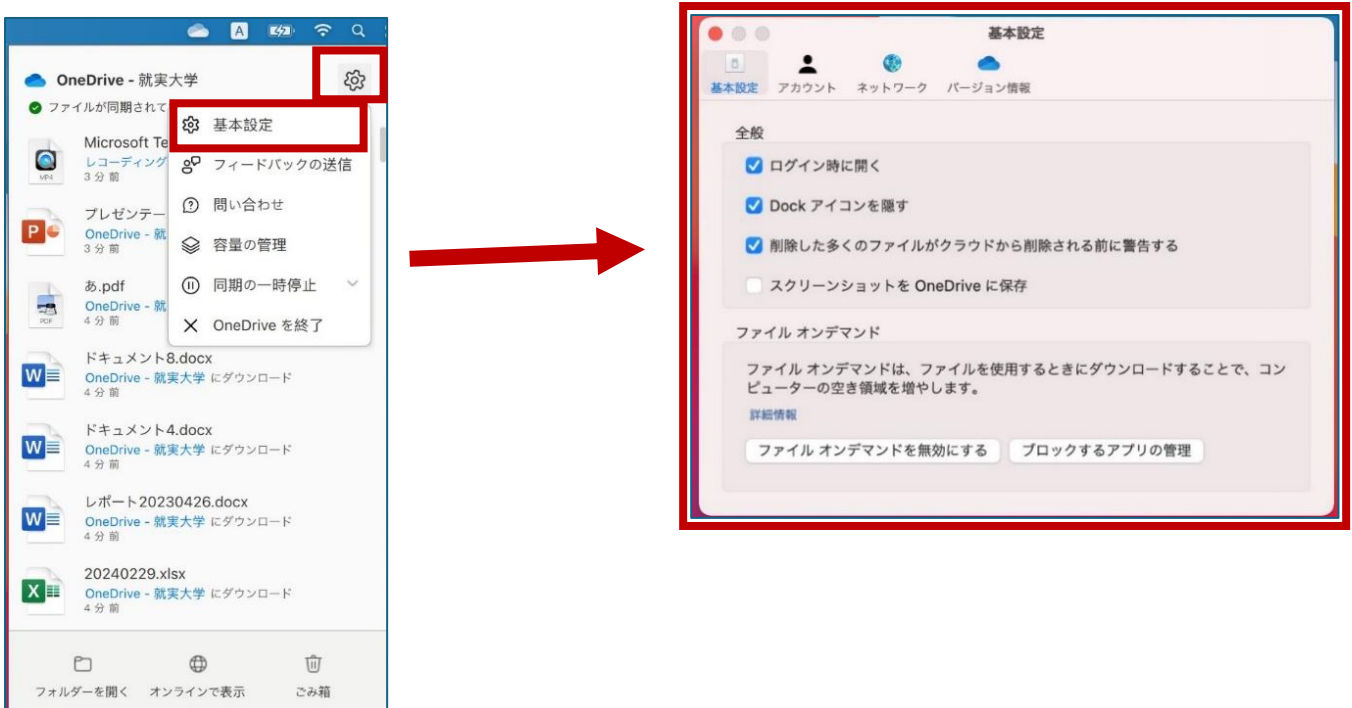 A
OneDrive - 就実大学
ファイルが同期されて
基本設定
フィードバックの送信
問い合わせ
容量の管理
同期の一時停止
OneDrive を終了
Microsoft Te
レコーディング
3 分前
MP4
プレゼンテー
OneDrive - 就
3 分前
あ.pdf
OneDrive - 就
4 分前
PDF
ドキュメント8.docx
OneDrive - 就実大学 にダウンロード
4 分前
ドキュメント4.docx
OneDrive - 就実大学 にダウンロード
4 分前
レポート20230426.docx
OneDrive - 就実大学 にダウンロード
4 分前
20240229.xlsx
OneDrive - 就実大学 にダウンロード
4 分前
フォルダーを開く オンラインで表示 ごみ箱
基本設定
基本設定 アカウント ネットワーク バージョン情報
全般
ログイン時に開く
Dock アイコンを隠す
削除した多くのファイルがクラウドから削除される前に警告する
スクリーンショットを OneDrive に保存
ファイル オンデマンド
ファイル オンデマンドは、ファイルを使用するときにダウンロードすることで、コン
ピューターの空き領域を増やします。
詳細情報
ファイル オンデマンドを無効にする ブロックするアプリの管理